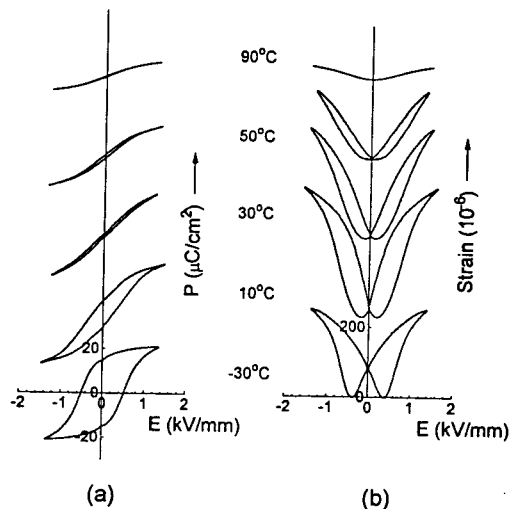 90°C
50°C
30°C
10°C
-30°C
P (μC/cm²)
20
0
-20
-2 -1 0 1 2
E (kV/mm)
(a)
Strain (10⁻⁶)
200
0
-2 -1 0 1 2
E (kV/mm)
(b)